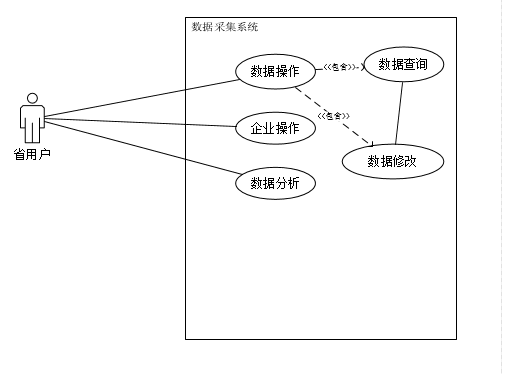 数据采集系统
数据操作
<<包含>>
数据查询
<<包含>>
企业操作
省用户
数据修改
数据分析